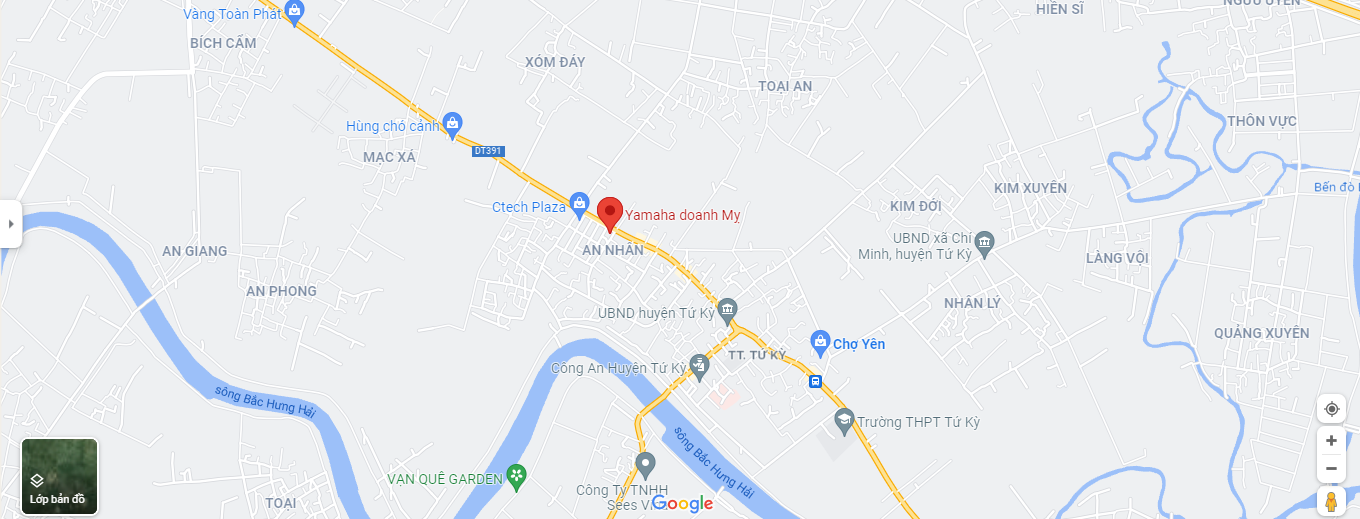 Vàng Toàn Phát
HIỀN SĨ
BÍCH CẨM
XÓM ĐÁY
TOẠI AN
THÔN VỰC
Hùng chó cảnh
DT391
MẠC XÁ
KIM XUYÊN
Bến đò
Ctech Plaza
Yamaha doanh Mỵ
KIM ĐỚI
AN GIANG
AN NHÂN
UBND xã Chí
Minh, huyện Tứ Kỳ
LÀNG VỘI
AN PHONG
NHÂN LÝ
UBND huyện Tứ Kỳ
QUẢNG XUYÊN
Chợ Yên
TT. TỨ KỲ
Công An Huyện Tứ Kỳ
sông Bắc Hưng Hải
Trường THPT Tứ Kỳ
sông Bắc Hưng Hải
VẠN QUÊ GARDEN
Công Ty TNHH
Sees
Google
Lớp bản đồ
TOẠI